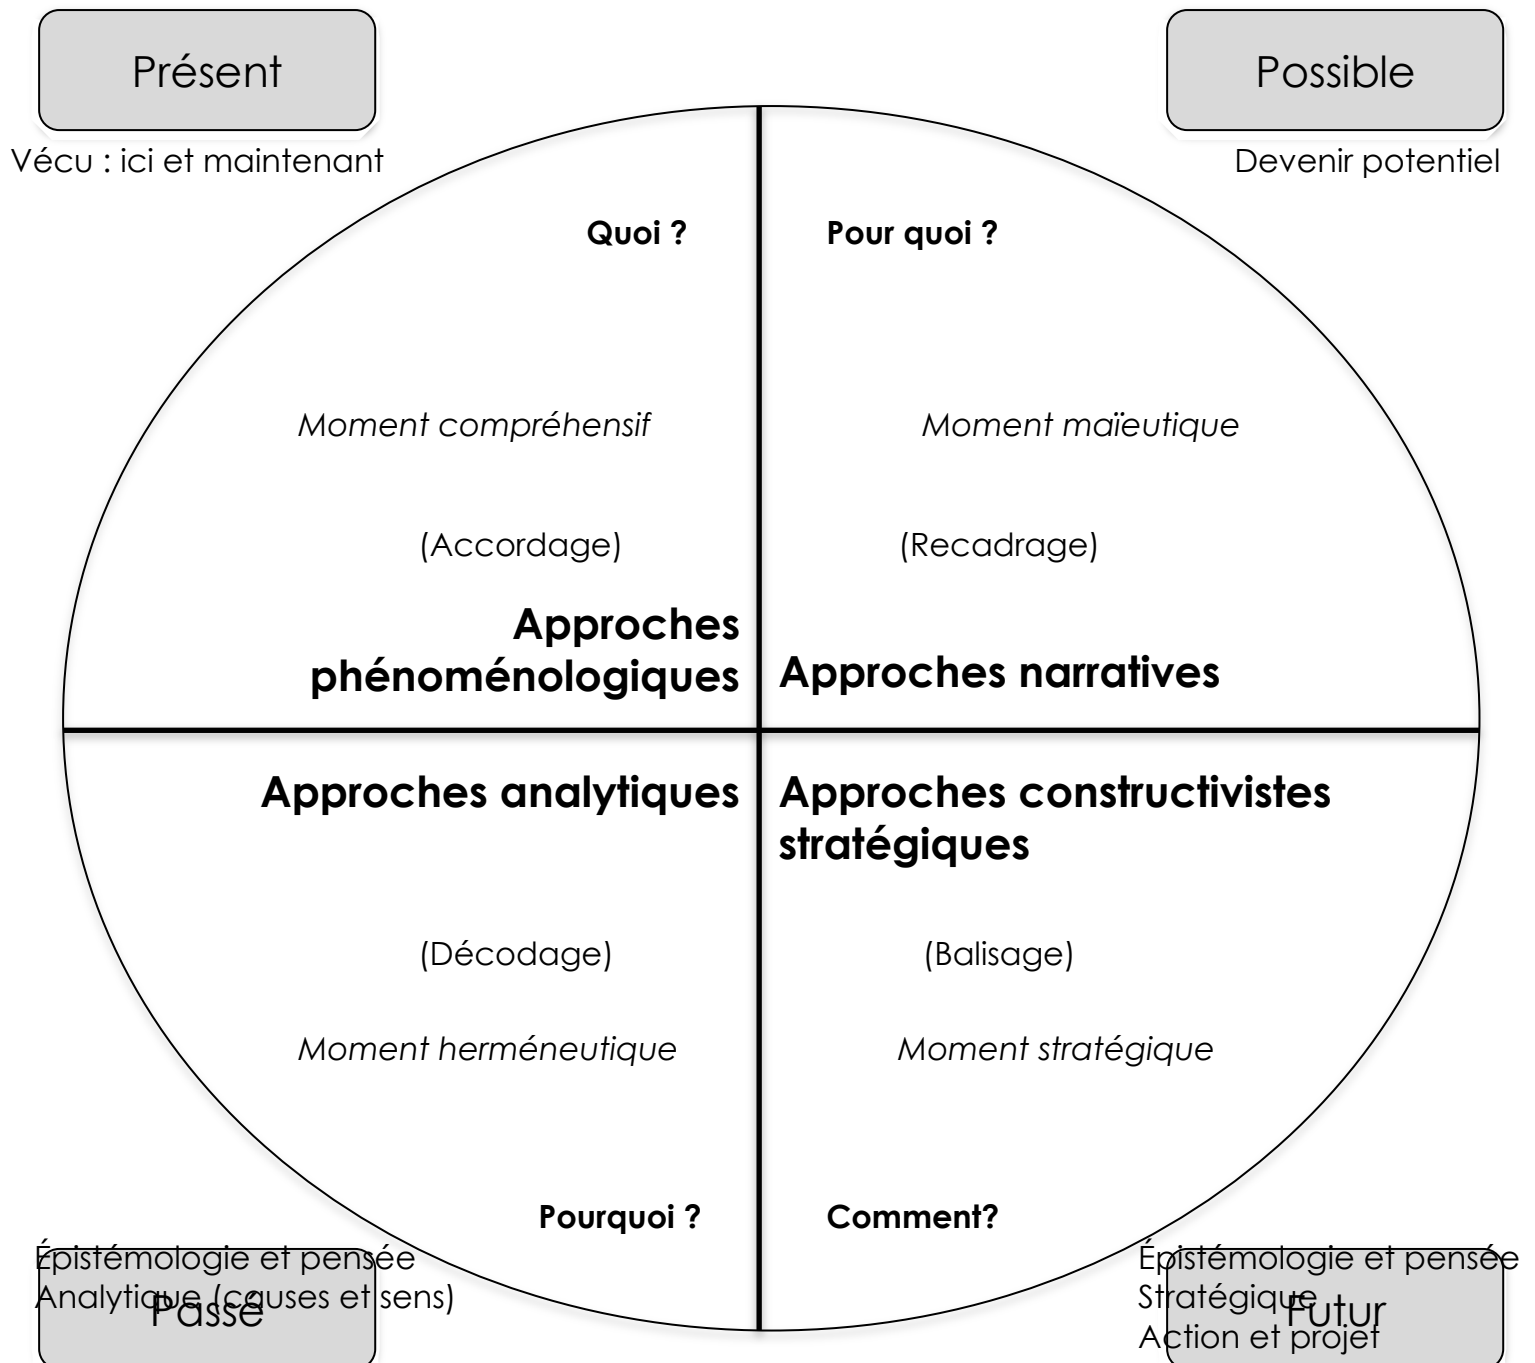 Présent
Possible
Vécu : ici et maintenant
Devenir potentiel
Quoi ?
Pour quoi ?
Moment compréhensif
Moment maïeutique
(Accordage)
(Recadrage)
Approches
phénoménologiques
Approches narratives
Approches analytiques
Approches constructivistes
stratégiques
(Décodage)
(Balisage)
Moment herméneutique
Moment stratégique
Pourquoi ?
Comment?
Épistémologie et pensée
Analytique (causes et sens)
Passé
Épistémologie et pensée
Stratégique
Action et projet
Futur